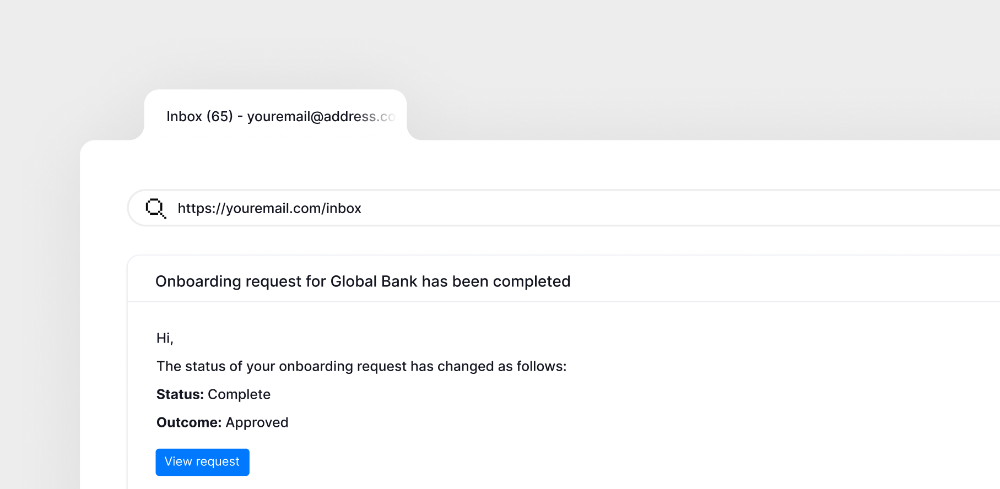 Inbox (65) - youremail@address.co
https://youremail.com/inbox
Onboarding request for Global Bank has been completed
Hi,
The status of your onboarding request has changed as follows:
Status: Complete
Outcome: Approved
View request